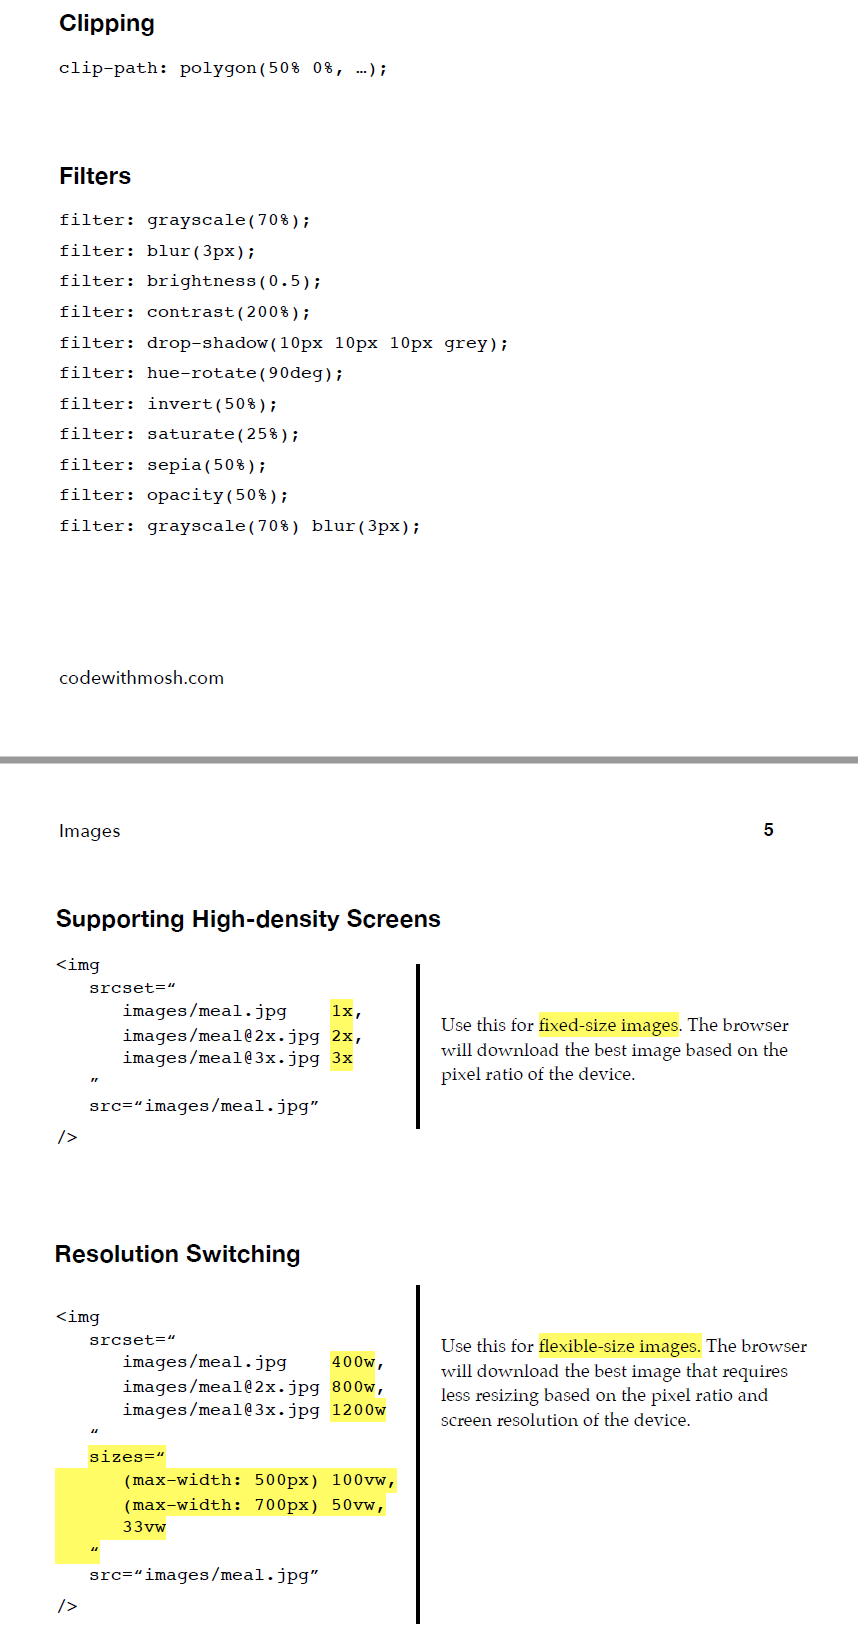 Clipping
clip-path: polygon(50% 0%, …);
Filters
filter: grayscale(70%);
filter: blur(3px);
filter: brightness(0.5);
filter: contrast(200%);
filter: drop-shadow(10px 10px 10px grey);
filter: hue-rotate(90deg);
filter: invert(50%);
filter: saturate(25%);
filter: sepia(50%);
filter: opacity(50%);
filter: grayscale(70%) blur(3px);
codewithmosh.com
Images 5
Supporting High-density Screens
<img
srcset=“
images/meal.jpg 1x,
images/meal@2x.jpg 2x,
images/meal@3x.jpg 3x
”
src=“images/meal.jpg”
/>
Use this for fixed-size images. The browser
will download the best image based on the
pixel ratio of the device.
Resolution Switching
<img
srcset=“
images/meal.jpg 400w,
images/meal@2x.jpg 800w,
images/meal@3x.jpg 1200w
“
sizes=“
(max-width: 500px) 100vw,
(max-width: 700px) 50vw,
33vw
“
src=“images/meal.jpg”
/>
Use this for flexible-size images. The browser
will download the best image that requires
less resizing based on the pixel ratio and
screen resolution of the device.